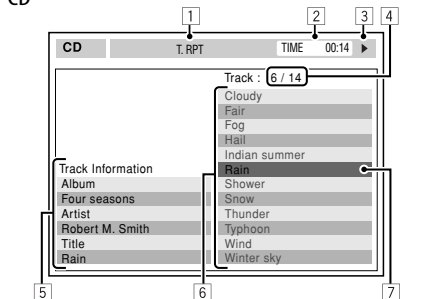 CD
1 2 3 4
CD T. RPT TIME 00:14
Track : 6 / 14
Cloudy
Fair
Fog
Hail
Indian summer
Track Information Rain
Album Shower
Four seasons Snow
Artist Thunder
Robert M. Smith Typhoon
Title Wind
Rain Winter sky
5 6 7